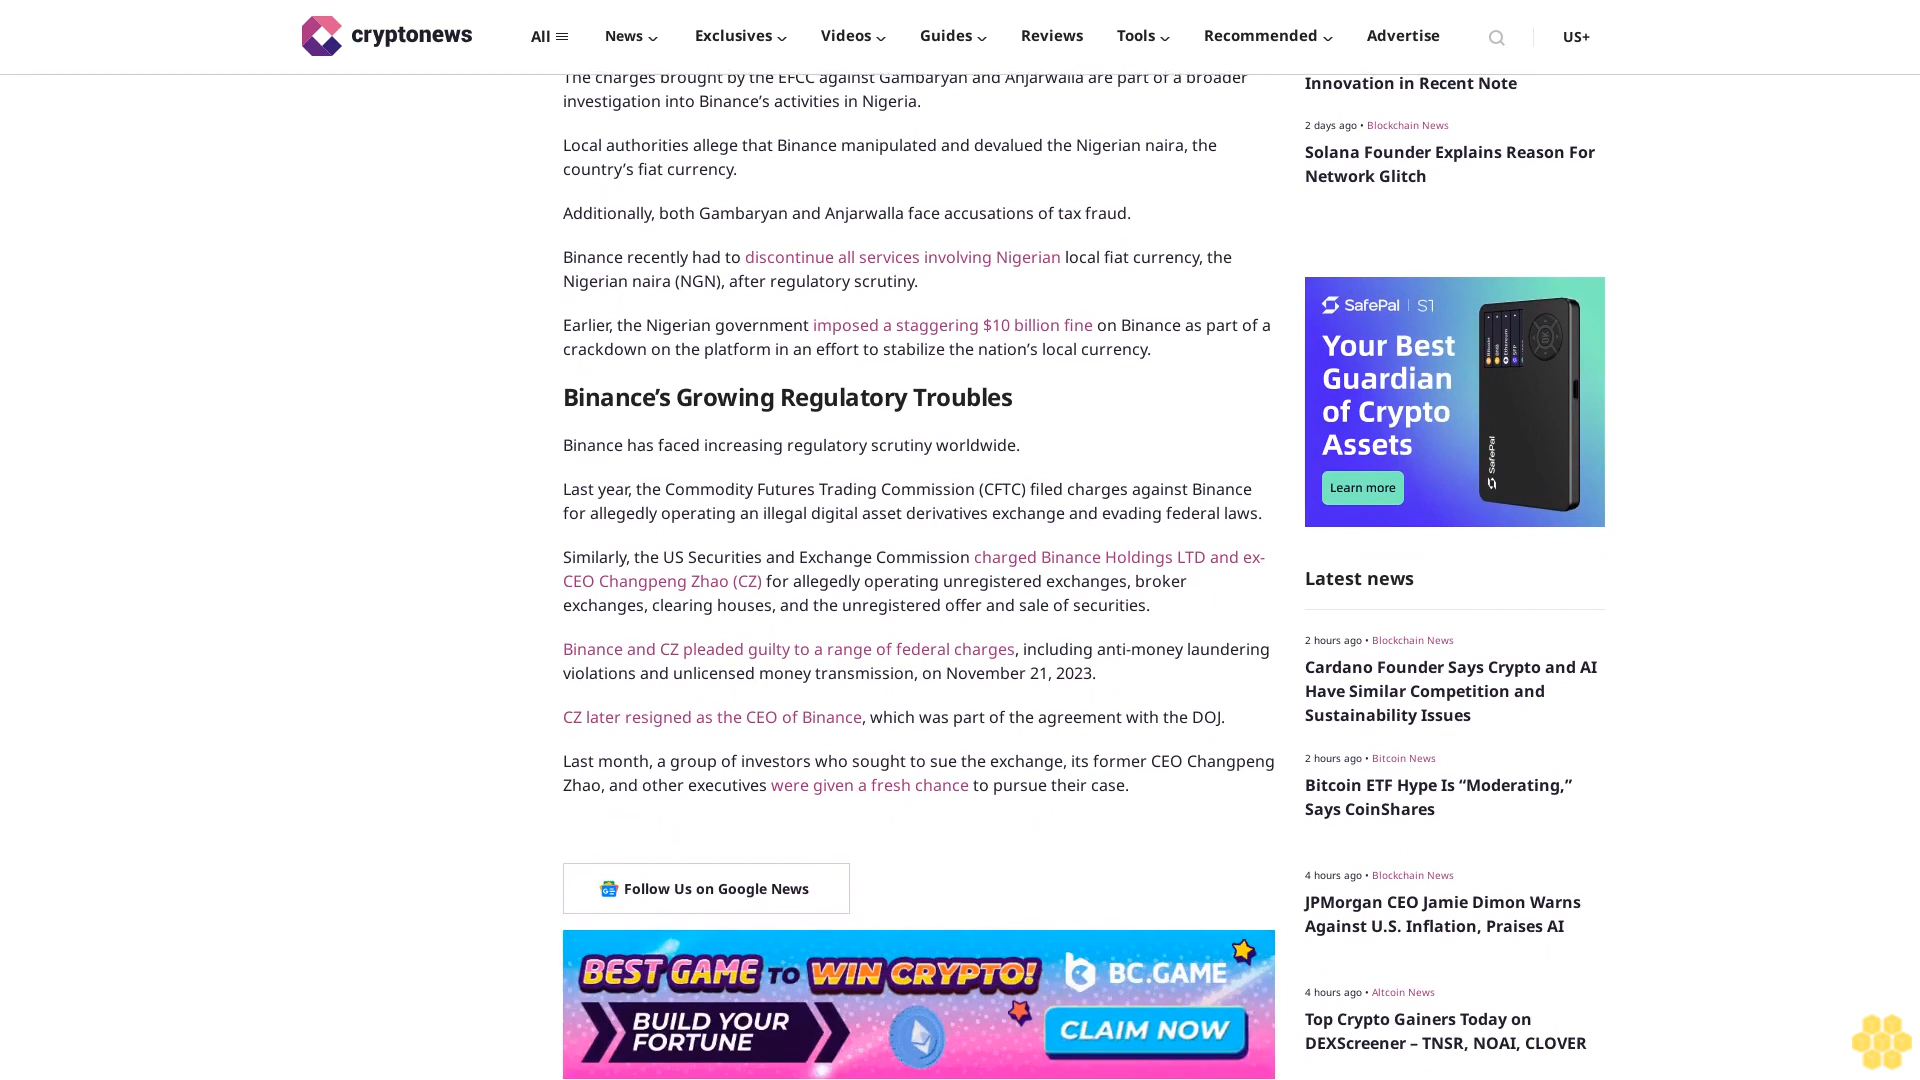 cryptonews
All
News
Exclusives
Videos
Guides
Reviews
Tools
Recommended
Advertise
US+
The charges brought by the EFCC against Gambaryan and Anjarwalla are part of a broader
investigation into Binance’s activities in Nigeria.
Local authorities allege that Binance manipulated and devalued the Nigerian naira, the
country’s fiat currency.
Additionally, both Gambaryan and Anjarwalla face accusations of tax fraud.
Binance recently had to discontinue all services involving Nigerian local fiat currency, the
Nigerian naira (NGN), after regulatory scrutiny.
Earlier, the Nigerian government imposed a staggering $10 billion fine on Binance as part of a
crackdown on the platform in an effort to stabilize the nation’s local currency.
Binance’s Growing Regulatory Troubles
Binance has faced increasing regulatory scrutiny worldwide.
Last year, the Commodity Futures Trading Commission (CFTC) filed charges against Binance
for allegedly operating an illegal digital asset derivatives exchange and evading federal laws.
Similarly, the US Securities and Exchange Commission charged Binance Holdings LTD and ex-
CEO Changpeng Zhao (CZ) for allegedly operating unregistered exchanges, broker
exchanges, clearing houses, and the unregistered offer and sale of securities.
Binance and CZ pleaded guilty to a range of federal charges, including anti-money laundering
violations and unlicensed money transmission, on November 21, 2023.
CZ later resigned as the CEO of Binance, which was part of the agreement with the DOJ.
Last month, a group of investors who sought to sue the exchange, its former CEO Changpeng
Zhao, and other executives were given a fresh chance to pursue their case.
Follow Us on Google News
BEST GAME TO WIN CRYPTO!
BC.GAME
BUILD YOUR
FORTUNE
CLAIM NOW
Innovation in Recent Note
2 days ago • Blockchain News
Solana Founder Explains Reason For
Network Glitch
SafePal | S1
Your Best
Guardian
of Crypto
Assets
Learn more
SafePal
Latest news
2 hours ago • Blockchain News
Cardano Founder Says Crypto and AI
Have Similar Competition and
Sustainability Issues
2 hours ago • Bitcoin News
Bitcoin ETF Hype Is “Moderating,”
Says CoinShares
4 hours ago • Blockchain News
JPMorgan CEO Jamie Dimon Warns
Against U.S. Inflation, Praises AI
4 hours ago • Altcoin News
Top Crypto Gainers Today on
DEXScreener – TNSR, NOAI, CLOVER